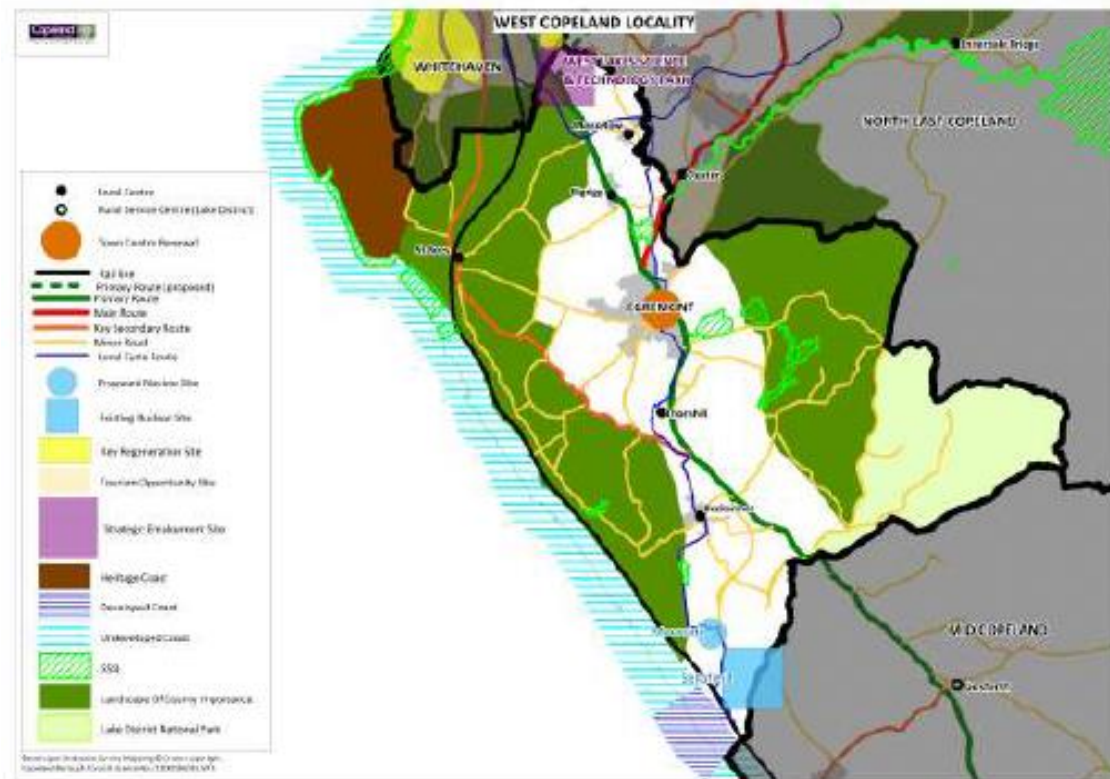 Copeland
WEST COPELAND LOCALITY
WHITEHAVEN
WEST LAKES SCIENCE
& TECHNOLOGY PARK
Ennerdale Bridge
NORTH EAST COPELAND
Moor Row
Cleator
Bigrigg
EGREMONT
Thornhill
Beckermet
Sellafield
MID COPELAND
Gosforth
Local Centre
Rural Service Centre (Lake District)
Town Centre Renewal
Rail line
Primary Route (proposed)
Primary Route
Main Route
Key Secondary Route
Minor Road
Local Cycle Route
Proposed Nuclear Site
Existing Nuclear Site
Key Regeneration Site
Tourism Opportunity Site
Strategic Employment Site
Heritage Coast
Developed Coast
Undeveloped Coast
SSSI
Landscape Of County Importance
Lake District National Park